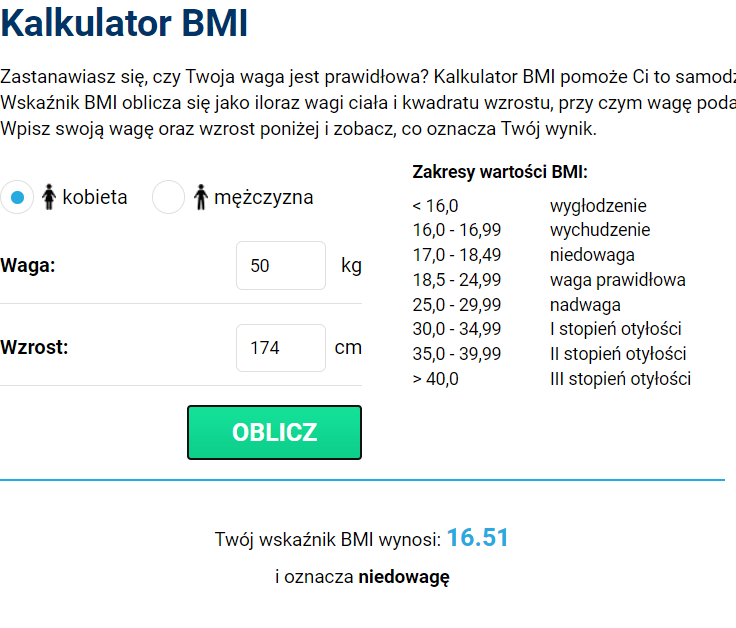 Kalkulator BMI
Zastanawiasz się, czy Twoja waga jest prawidłowa? Kalkulator BMI pomoże Ci to
Wskaźnik BMI oblicza się jako iloraz wagi ciała i kwadratu wzrostu, przy czym wagę
Wpisz swoją wagę oraz wzrost poniżej i zobacz, co oznacza Twój wynik.
kobieta mężczyzna
Waga: 50 kg
Wzrost: 174 cm
OBLICZ
Zakresy wartości BMI:
< 16,0 wygłodzenie
16,0 - 16,99 wychudzenie
17,0 - 18,49 niedowaga
18,5 - 24,99 waga prawidłowa
25,0 - 29,99 nadwaga
30,0 - 34,99 I stopień otyłości
35,0 - 39,99 II stopień otyłości
> 40,0 III stopień otyłości
Twój wskaźnik BMI wynosi: 16.51
i oznacza niedowagę